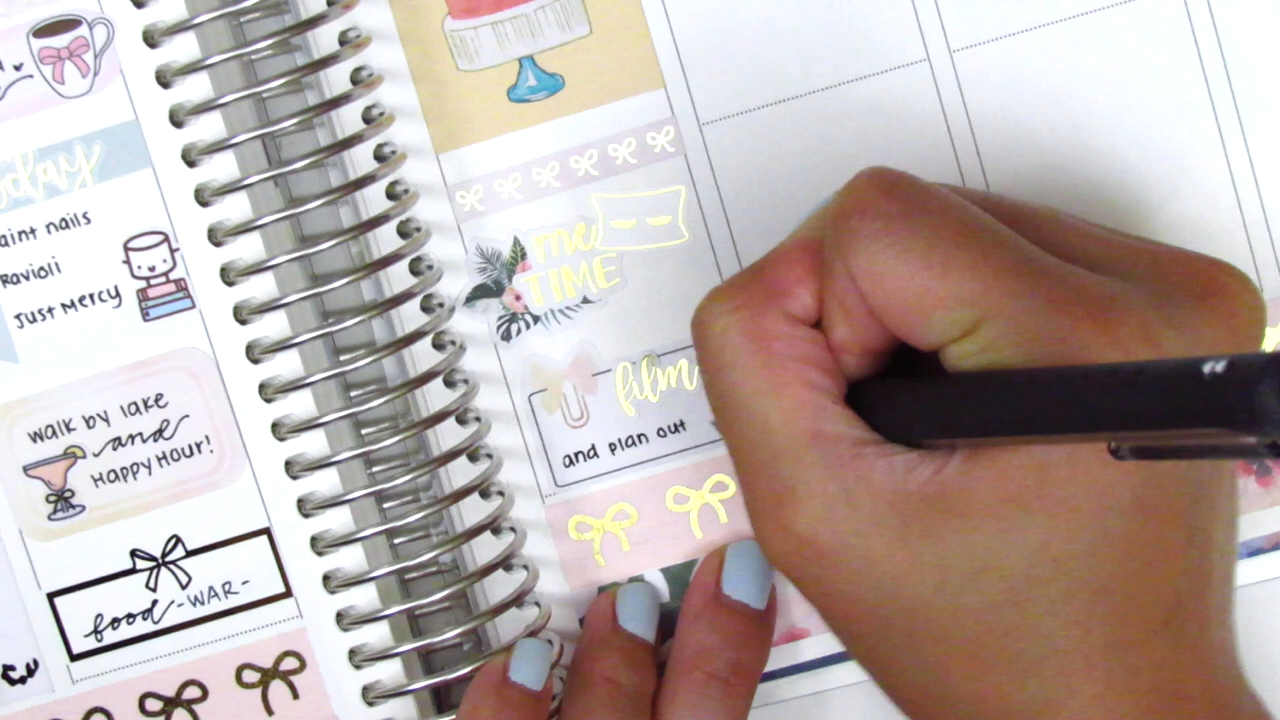 aint nails
Ravioli
Just Mercy
walk by lake
and
Happy Hour!
food -WAR-
me
TIME
film
and plan out